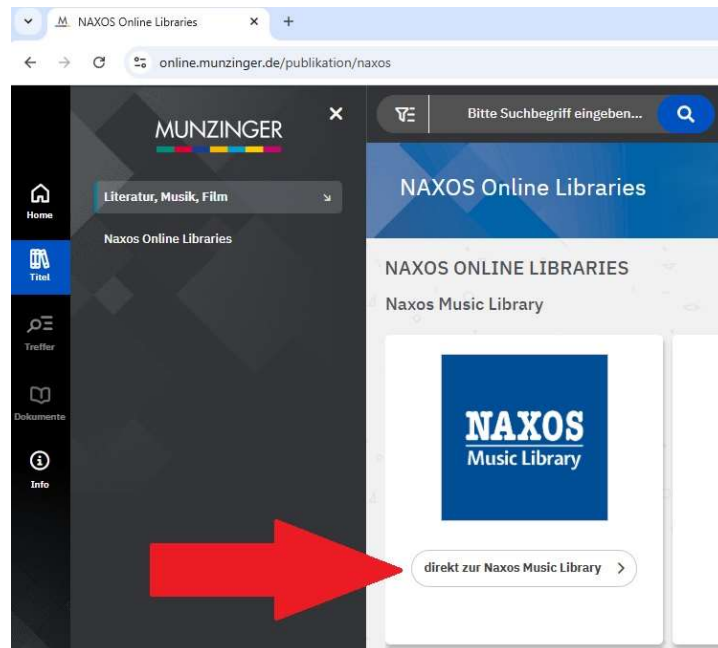 NAXOS Online Libraries
online.munzinger.de/publikation/naxos
MUNZINGER
Bitte Suchbegriff eingeben...
Home
Titel
Treffer
Dokumente
Info
Literatur, Musik, Film
Naxos Online Libraries
NAXOS Online Libraries
NAXOS ONLINE LIBRARIES
Naxos Music Library
NAXOS
Music Library
direkt zur Naxos Music Library